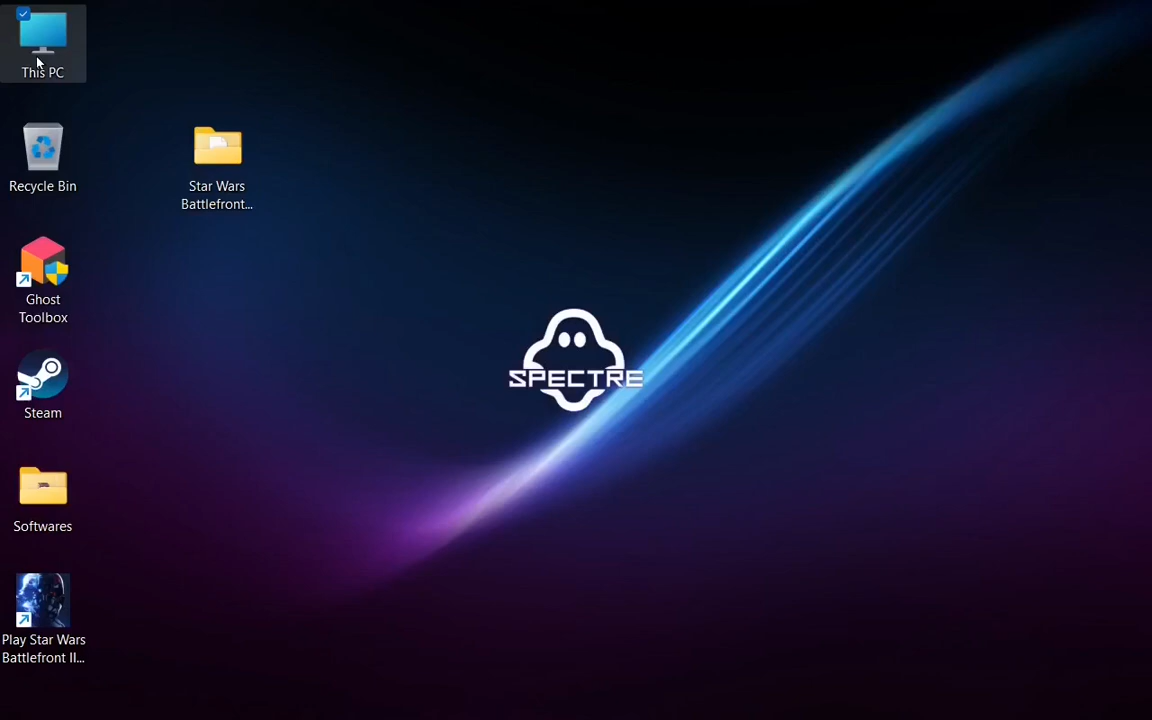 This PC
Recycle Bin
Star Wars
Battlefront...
Ghost
Toolbox
Steam
SPECTRE
Softwares
Play Star Wars
Battlefront II...